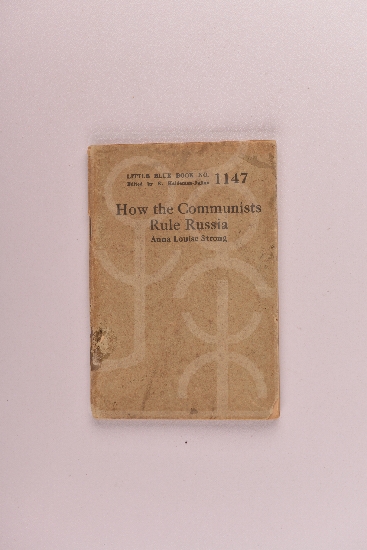 LITTLE BLUE BOOK NO. 1147
Edited by E. Haldeman-Julius
How the Communists
Rule Russia
Anna Louise Strong